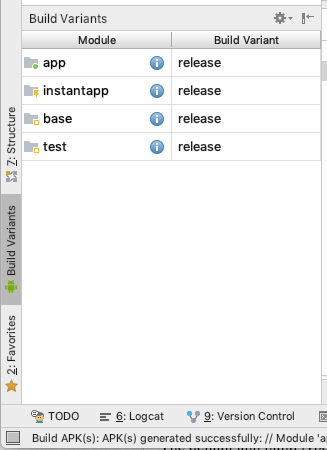 Build Variants
Module Build Variant
app release
instantapp release
base release
test release
Z: Structure
Build Variants
2: Favorites
TODO 6: Logcat 9: Version Control
Build APK(s): APK(s) generated successfully: // Module 'ap